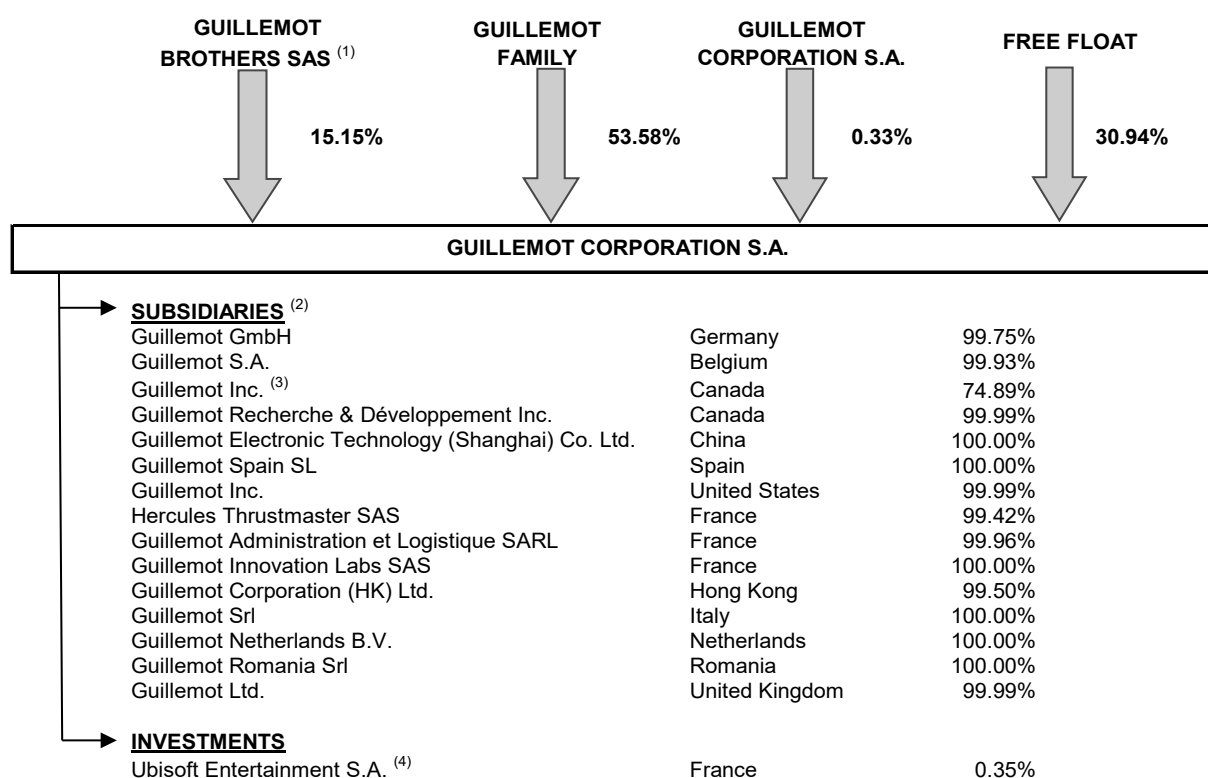 GUILLEMOT BROTHERS SAS (1)
GUILLEMOT FAMILY
GUILLEMOT CORPORATION S.A.
FREE FLOAT
15.15%
53.58%
0.33%
30.94%
GUILLEMOT CORPORATION S.A.
SUBSIDIARIES (2)
Guillemot GmbH Germany 99.75%
Guillemot S.A. Belgium 99.93%
Guillemot Inc. (3) Canada 74.89%
Guillemot Recherche & Développement Inc. Canada 99.99%
Guillemot Electronic Technology (Shanghai) Co. Ltd. China 100.00%
Guillemot Spain SL Spain 100.00%
Guillemot Inc. United States 99.99%
Hercules Thrustmaster SAS France 99.42%
Guillemot Administration et Logistique SARL France 99.96%
Guillemot Innovation Labs SAS France 100.00%
Guillemot Corporation (HK) Ltd. Hong Kong 99.50%
Guillemot Srl Italy 100.00%
Guillemot Netherlands B.V. Netherlands 100.00%
Guillemot Romania Srl Romania 100.00%
Guillemot Ltd. United Kingdom 99.99%
INVESTMENTS
Ubisoft Entertainment S.A. (4) France 0.35%